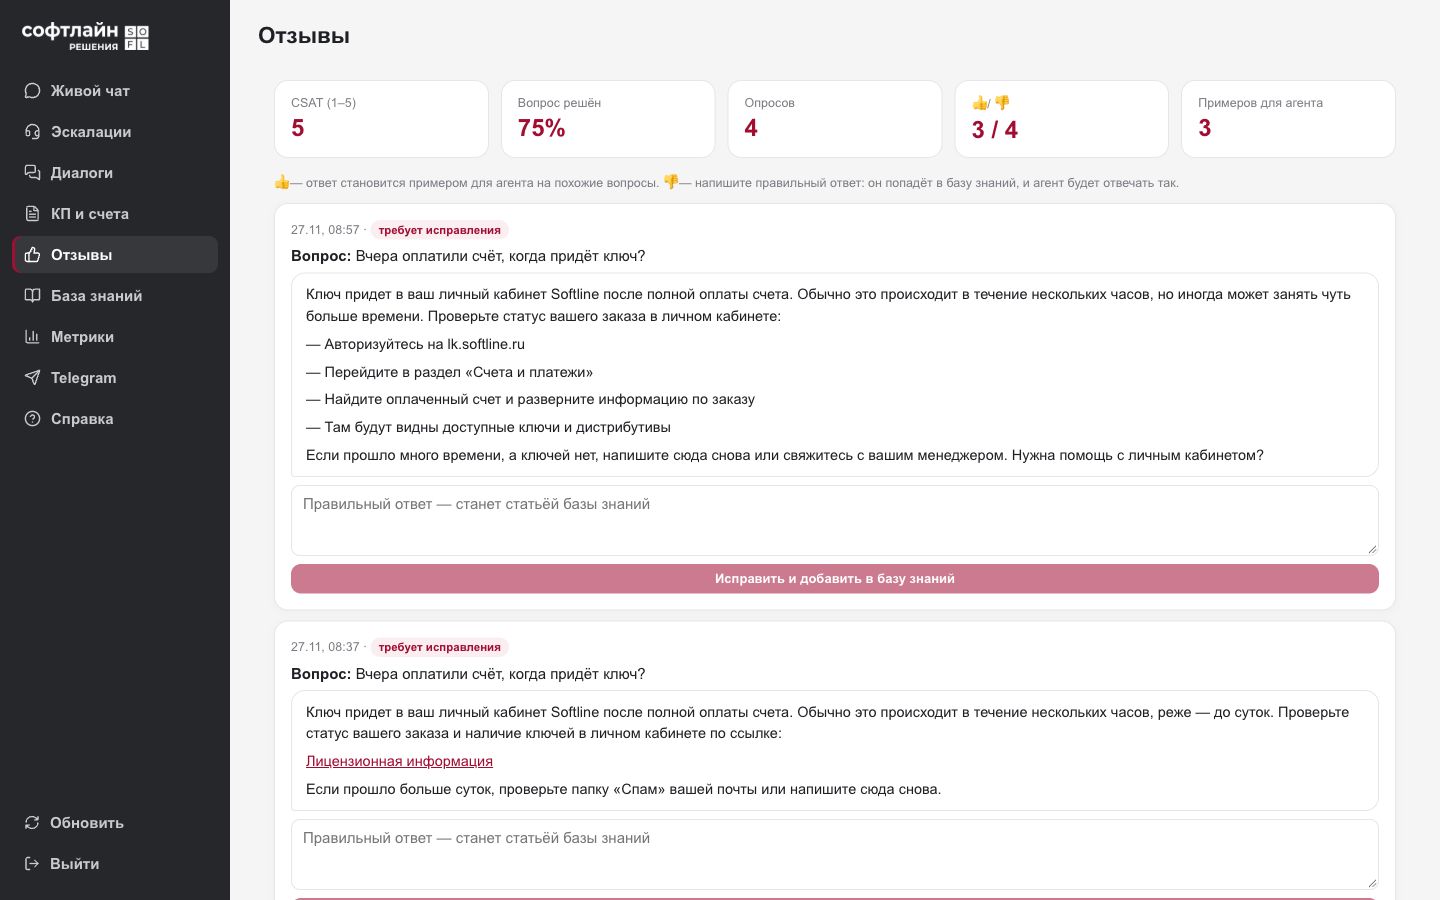 софтлайн
РЕШЕНИЯ
SO
FL
Живой чат
Эскалации
Диалоги
КП и счета
Отзывы
База знаний
Метрики
Telegram
Справка
Обновить
Выйти
Отзывы
CSAT (1–5)
5
Вопрос решён
75%
Опросов
4
👍/ 👎
3 / 4
Примеров для агента
3
👍— ответ становится примером для агента на похожие вопросы. 👎— напишите правильный ответ: он попадёт в базу знаний, и агент будет отвечать так.
27.11, 08:57 · требует исправления
Вопрос: Вчера оплатили счёт, когда придёт ключ?
Ключ придет в ваш личный кабинет Softline после полной оплаты счета. Обычно это происходит в течение нескольких часов, но иногда может занять чуть
больше времени. Проверьте статус вашего заказа в личном кабинете:
— Авторизуйтесь на lk.softline.ru
— Перейдите в раздел «Счета и платежи»
— Найдите оплаченный счет и разверните информацию по заказу
— Там будут видны доступные ключи и дистрибутивы
Если прошло много времени, а ключей нет, напишите сюда снова или свяжитесь с вашим менеджером. Нужна помощь с личным кабинетом?
Правильный ответ — станет статьёй базы знаний
Исправить и добавить в базу знаний
27.11, 08:37 · требует исправления
Вопрос: Вчера оплатили счёт, когда придёт ключ?
Ключ придет в ваш личный кабинет Softline после полной оплаты счета. Обычно это происходит в течение нескольких часов, реже — до суток. Проверьте
статус вашего заказа и наличие ключей в личном кабинете по ссылке:
Лицензионная информация
Если прошло больше суток, проверьте папку «Спам» вашей почты или напишите сюда снова.
Правильный ответ — станет статьёй базы знаний